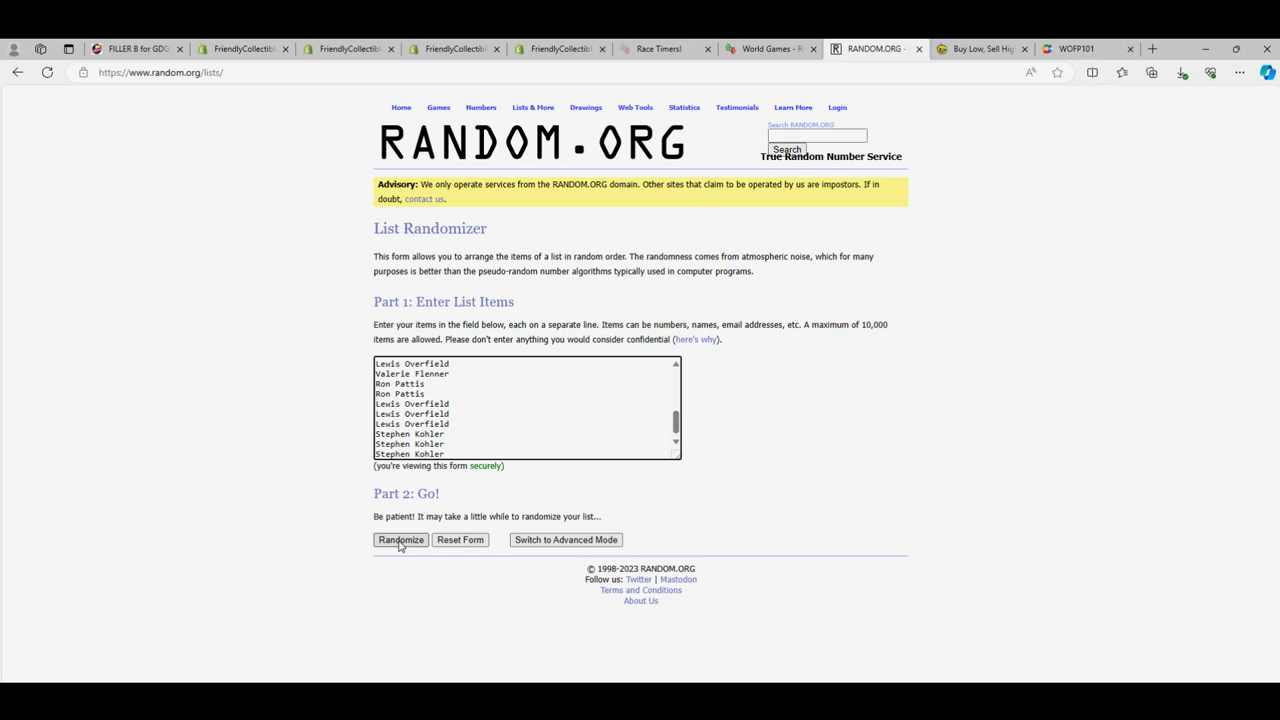 FILLER B for GDG
FriendlyCollectibl
FriendlyCollectibl
FriendlyCollectibl
FriendlyCollectibl
Race Timers!
World Games - R
RANDOM.ORG -
Buy Low, Sell Hig
WOFP101
https://www.random.org/lists/
Home Games Numbers Lists & More Drawings Web Tools Statistics Testimonials Learn More Login
RANDOM.ORG
Search RANDOM.ORG
Search
True Random Number Service
Advisory: We only operate services from the RANDOM.ORG domain. Other sites that claim to be operated by us are impostors. If in
doubt, contact us.
List Randomizer
This form allows you to arrange the items of a list in random order. The randomness comes from atmospheric noise, which for many
purposes is better than the pseudo-random number algorithms typically used in computer programs.
Part 1: Enter List Items
Enter your items in the field below, each on a separate line. Items can be numbers, names, email addresses, etc. A maximum of 10,000
items are allowed. Please don't enter anything you would consider confidential (here's why).
Lewis Overfield
Valerie Flenner
Ron Pattis
Ron Pattis
Lewis Overfield
Lewis Overfield
Lewis Overfield
Stephen Kohler
Stephen Kohler
Stephen Kohler
(you're viewing this form securely)
Part 2: Go!
Be patient! It may take a little while to randomize your list...
Randomize Reset Form Switch to Advanced Mode
© 1998-2023 RANDOM.ORG
Follow us: Twitter | Mastodon
Terms and Conditions
About Us